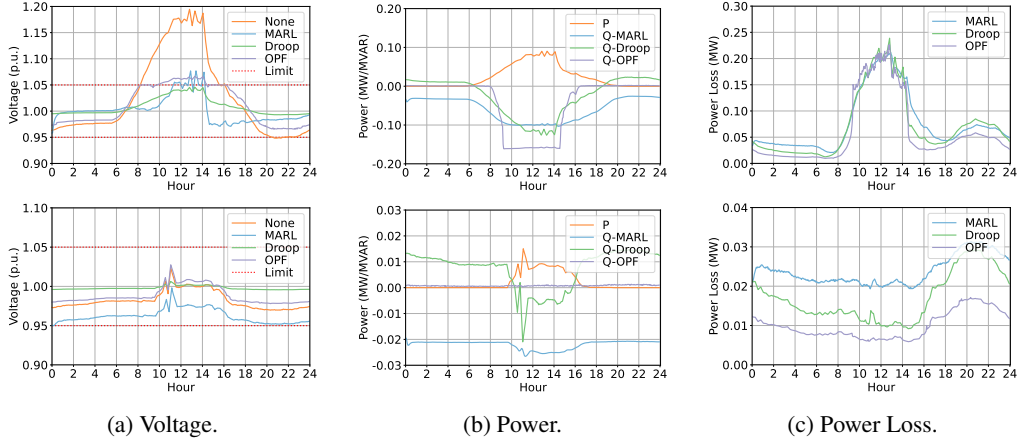 1.20
1.15
1.10
1.05
1.00
0.95
0.90
Voltage (p.u.)
None
MARL
Droop
OPF
Limit
0 2 4 6 8 10 12 14 16 18 20 22 24
Hour
0.20
0.10
0.00
-0.10
-0.20
Power (MW/MVAR)
P
Q-MARL
Q-Droop
Q-OPF
0 2 4 6 8 10 12 14 16 18 20 22 24
Hour
0.30
0.25
0.20
0.15
0.10
0.05
0.00
Power Loss (MW)
MARL
Droop
OPF
0 2 4 6 8 10 12 14 16 18 20 22 24
Hour
1.10
1.05
1.00
0.95
0.90
Voltage (p.u.)
None
MARL
Droop
OPF
Limit
0 2 4 6 8 10 12 14 16 18 20 22 24
Hour
0.03
0.02
0.01
0.00
-0.01
-0.02
-0.03
Power (MW/MVAR)
P
Q-MARL
Q-Droop
Q-OPF
0 2 4 6 8 10 12 14 16 18 20 22 24
Hour
0.04
0.03
0.02
0.01
0.00
Power Loss (MW)
MARL
Droop
OPF
0 2 4 6 8 10 12 14 16 18 20 22 24
Hour
(a) Voltage.
(b) Power.
(c) Power Loss.